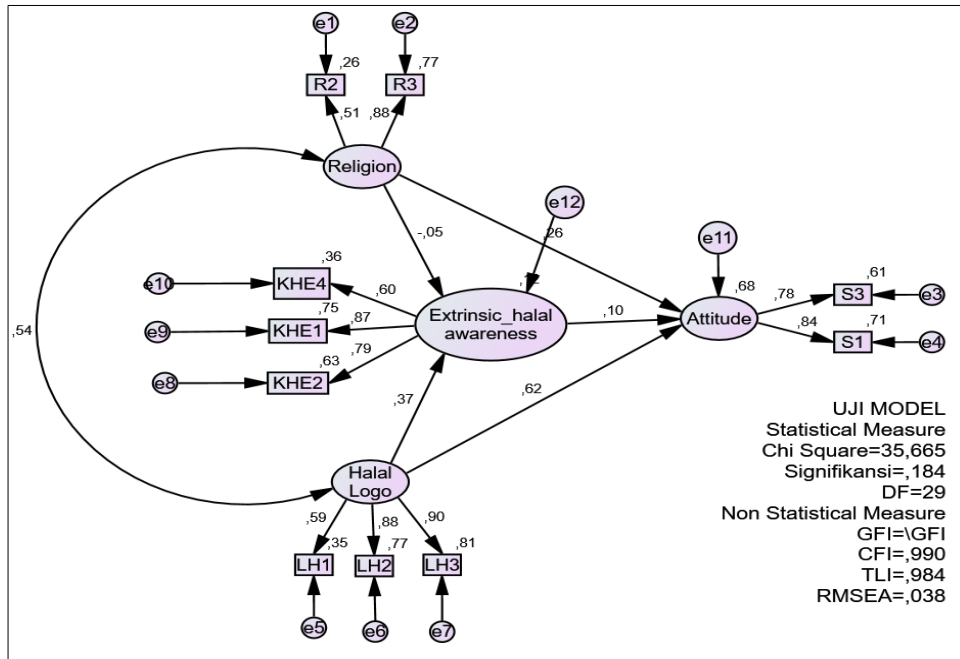 e1
e2
,26
,77
R2
R3
,51
,88
Religion
e12
-,05
,26
e11
,36
e10
KHE4
,60
,68
,61
,78
S3
e3
,75
e9
KHE1
,87
Extrinsic_halal
awareness
,10
Attitude
,54
,84
,71
S1
e4
,63
,79
e8
KHE2
,37
,62
Halal
Logo
,59
,88
,90
,35
,77
,81
LH1
LH2
LH3
e5
e6
e7
UJI MODEL
Statistical Measure
Chi Square=35,665
Signifikansi=,184
DF=29
Non Statistical Measure
GFI=\GFI
CFI=,990
TLI=,984
RMSEA=,038